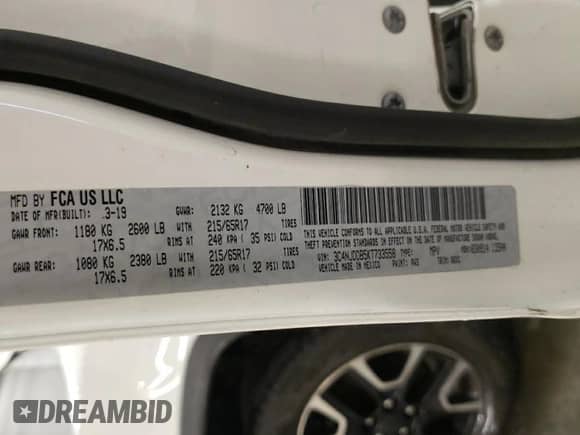 MFD BY FCA US LLC
DATE OF MFR(BUILT): 3-19 GVWR: 2132 KG 4700 LB
GAWR FRONT: 1180 KG 2600 LB WITH 215/65R17 TIRES
17X6.5 RIMS AT 240 KPA ( 35 PSI) COLD
GAWR REAR: 1080 KG 2380 LB WITH 215/65R17 TIRES
17X6.5 RIMS AT 220 KPA ( 32 PSI) COLD
THIS VEHICLE CONFORMS TO ALL APPLICABLE U.S.A. FEDERAL MOTOR VEHICLE SAFETY AND
THEFT PREVENTION STANDARDS IN EFFECT ON THE DATE OF MANUFACTURE SHOWN ABOVE.
VIN: TYPE: MPV
VEHICLE MADE IN MEXICO PAINT: TRIM:
DREAMBID